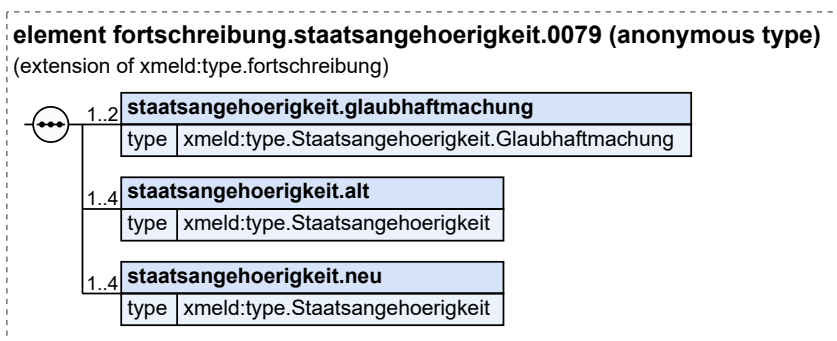 element fortschreibung.staatsangehoerigkeit.0079 (anonymous type)
(extension of xmeld:type.fortschreibung)
1..2 staatsangehoerigkeit.glaubhaftmachung
type xmeld:type.Staatsangehoerigkeit.Glaubhaftmachung
1..4 staatsangehoerigkeit.alt
type xmeld:type.Staatsangehoerigkeit
1..4 staatsangehoerigkeit.neu
type xmeld:type.Staatsangehoerigkeit